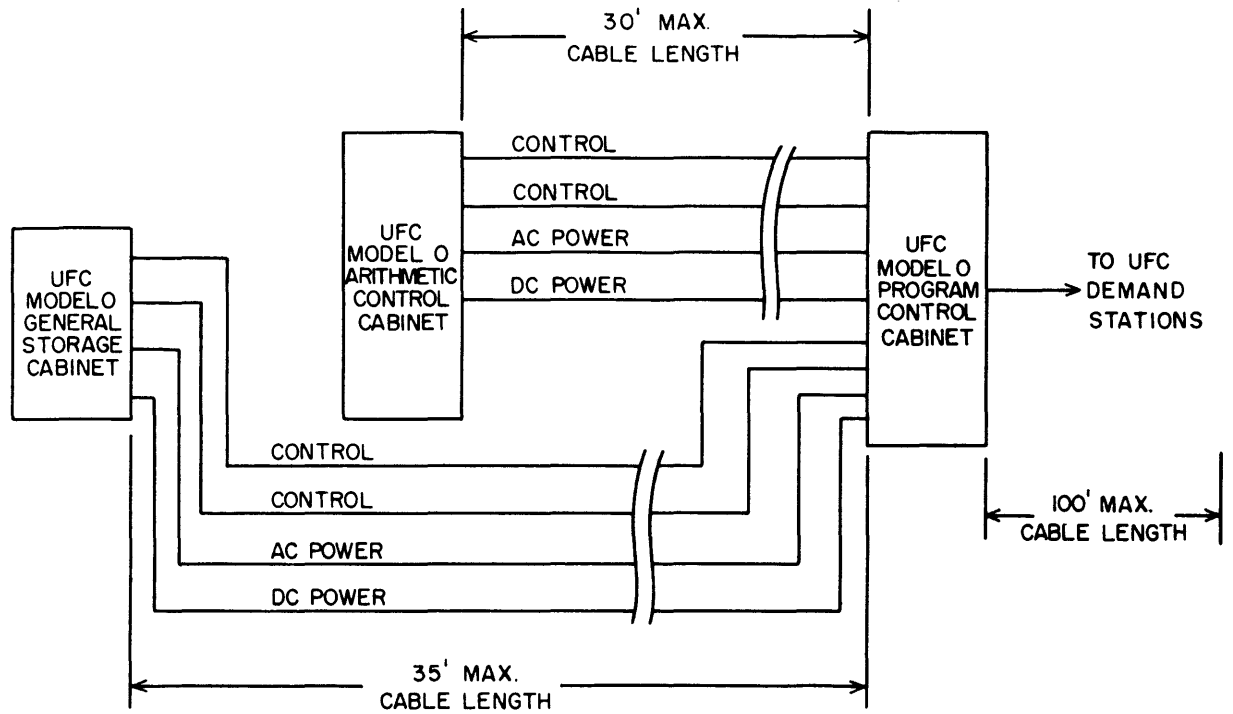 30' MAX.
CABLE LENGTH
CONTROL
CONTROL
AC POWER
DC POWER
UFC
MODEL O
ARITHMETIC
CONTROL
CABINET
UFC
MODEL O
PROGRAM
CONTROL
CABINET
TO UFC
DEMAND
STATIONS
UFC
MODEL O
GENERAL
STORAGE
CABINET
CONTROL
CONTROL
AC POWER
DC POWER
100' MAX.
CABLE LENGTH
35' MAX.
CABLE LENGTH